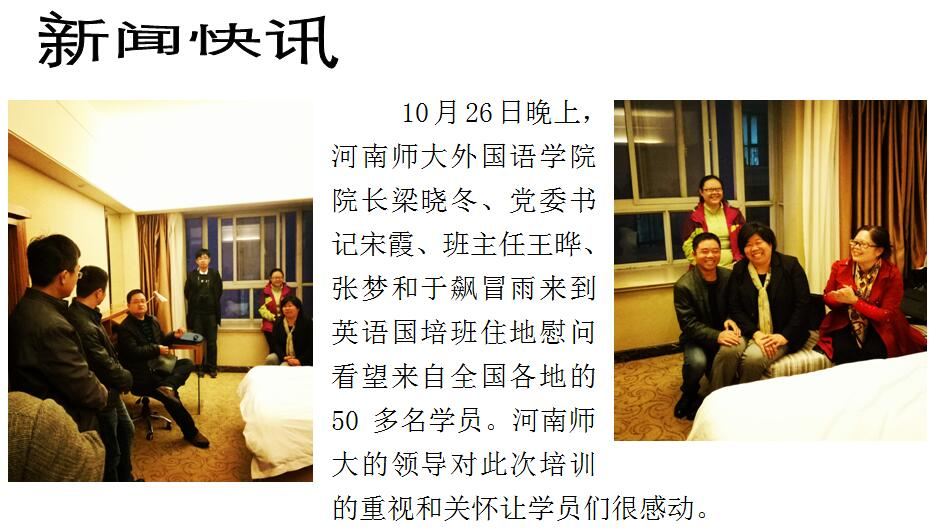 新闻快讯
10月26日晚上，
河南师大外国语学院
院长梁晓冬、党委书
记宋霞、班主任王晔、
张梦和于飙冒雨来到
英语国培班住地慰问
看望来自全国各地的
50 多名学员。河南师
大的领导对此次培训
的重视和关怀让学员们很感动。